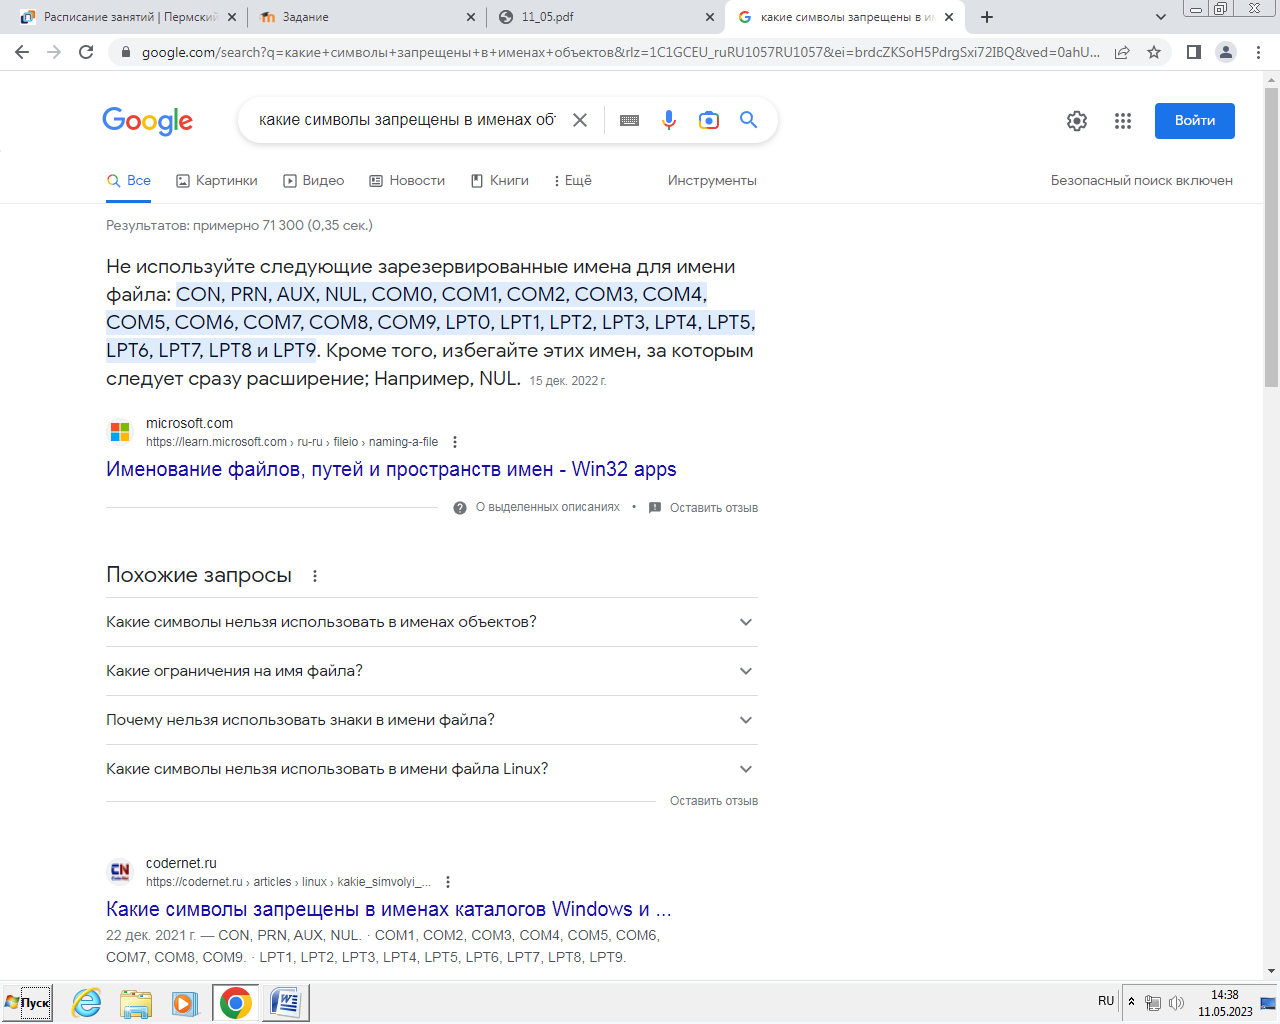 Расписание занятий | Пермский
Задание
11_05.pdf
какие символы запрещены в и
google.com/search?q=какие+символы+запрещены+в+именах+объектов&rlz=1C1GCEU_ruRU1057RU1057&ei=brdcZKSoH5PdrgSxi72IBQ&ved=0ahU...
Google
какие символы запрещены в именах об
Войти
Все
Картинки
Видео
Новости
Книги
Ещё
Инструменты
Безопасный поиск включен
Результатов: примерно 71 300 (0,35 сек.)
Не используйте следующие зарезервированные имена для имени
файла: CON, PRN, AUX, NUL, COM0, COM1, COM2, COM3, COM4,
COM5, COM6, COM7, COM8, COM9, LPT0, LPT1, LPT2, LPT3, LPT4, LPT5,
LPT6, LPT7, LPT8 и LPT9. Кроме того, избегайте этих имен, за которым
следует сразу расширение; Например, NUL. 15 дек. 2022 г.
microsoft.com
https://learn.microsoft.com › ru-ru › fileio › naming-a-file
Именование файлов, путей и пространств имен - Win32 apps
О выделенных описаниях • Оставить отзыв
Похожие запросы
Какие символы нельзя использовать в именах объектов?
Какие ограничения на имя файла?
Почему нельзя использовать знаки в имени файла?
Какие символы нельзя использовать в имени файла Linux?
Оставить отзыв
CN
codernet.ru
https://codernet.ru › articles › linux › kakie_simvolyi_...
Какие символы запрещены в именах каталогов Windows и ...
22 дек. 2021 г. — CON, PRN, AUX, NUL. · COM1, COM2, COM3, COM4, COM5, COM6,
COM7, COM8, COM9. · LPT1, LPT2, LPT3, LPT4, LPT5, LPT6, LPT7, LPT8, LPT9.
Пуск
RU
14:38
11.05.2023